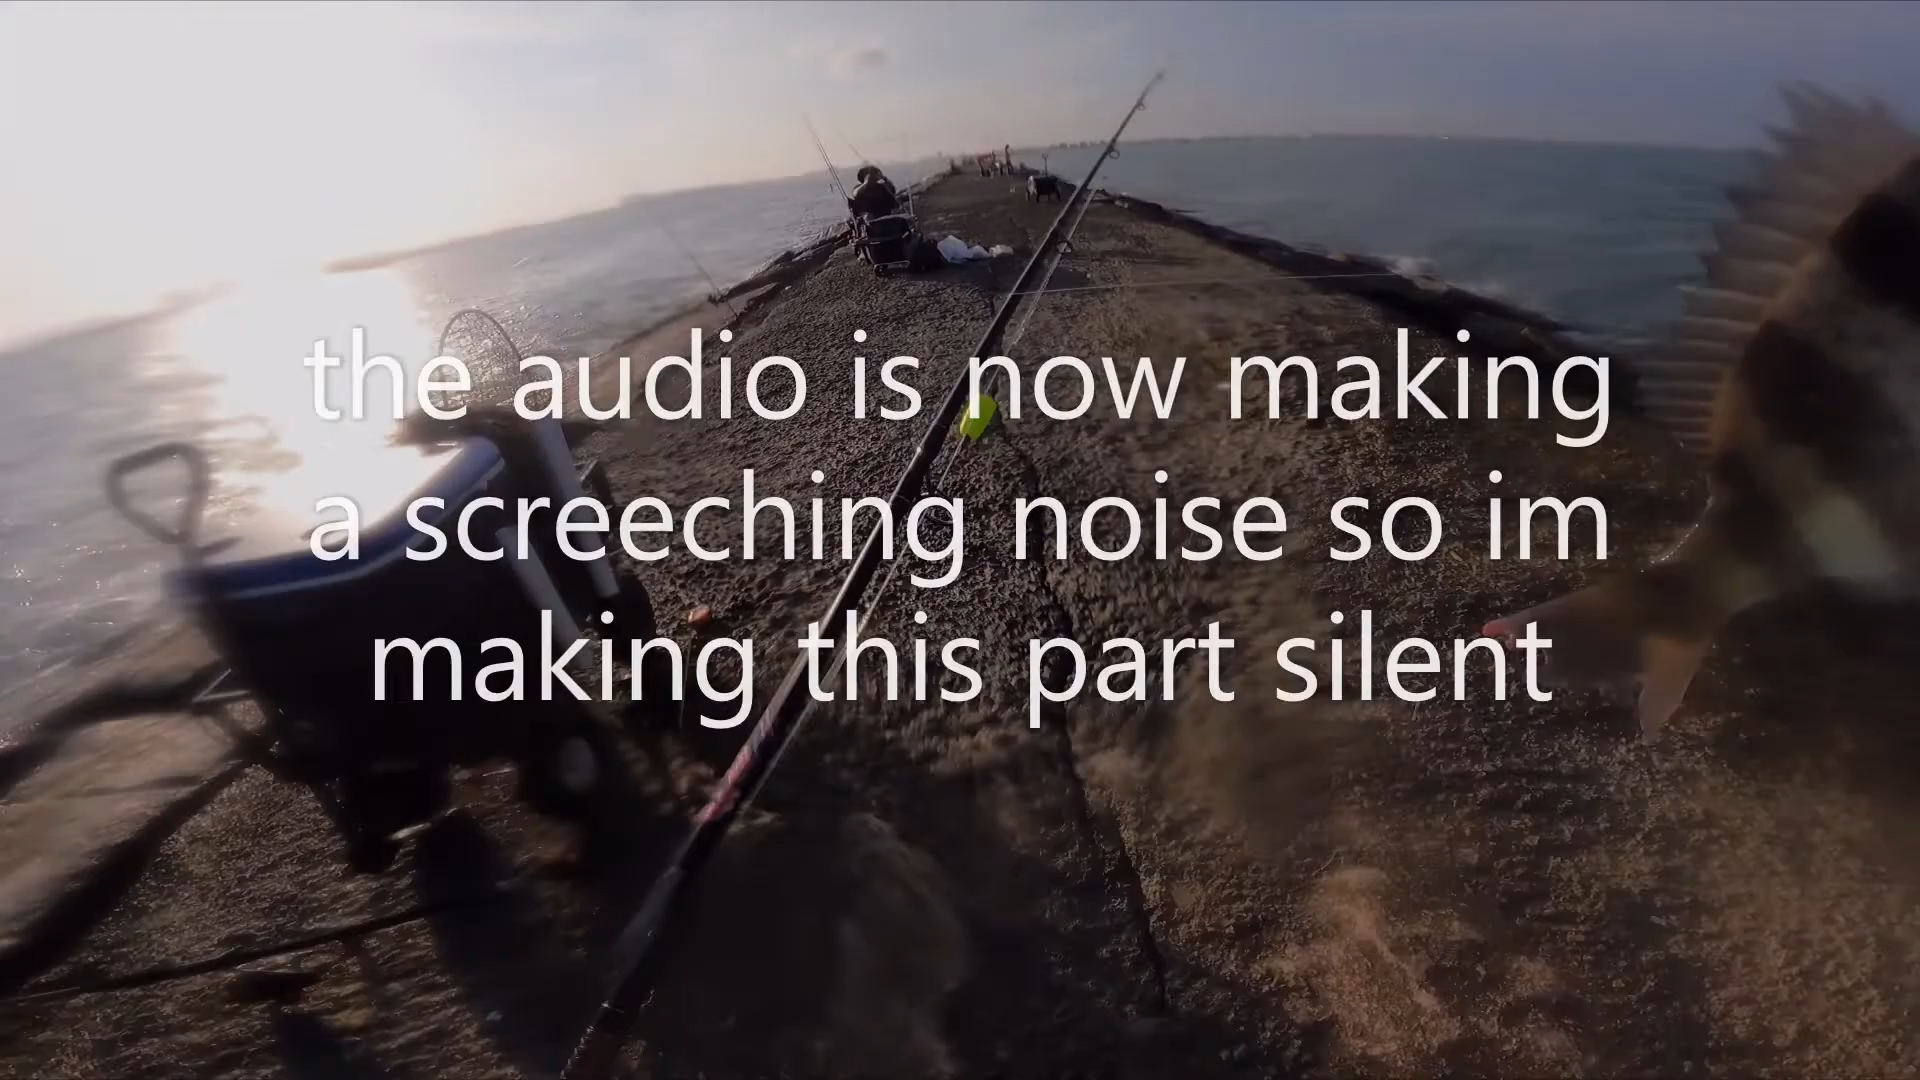 the audio is now making
a screeching noise so im
making this part silent